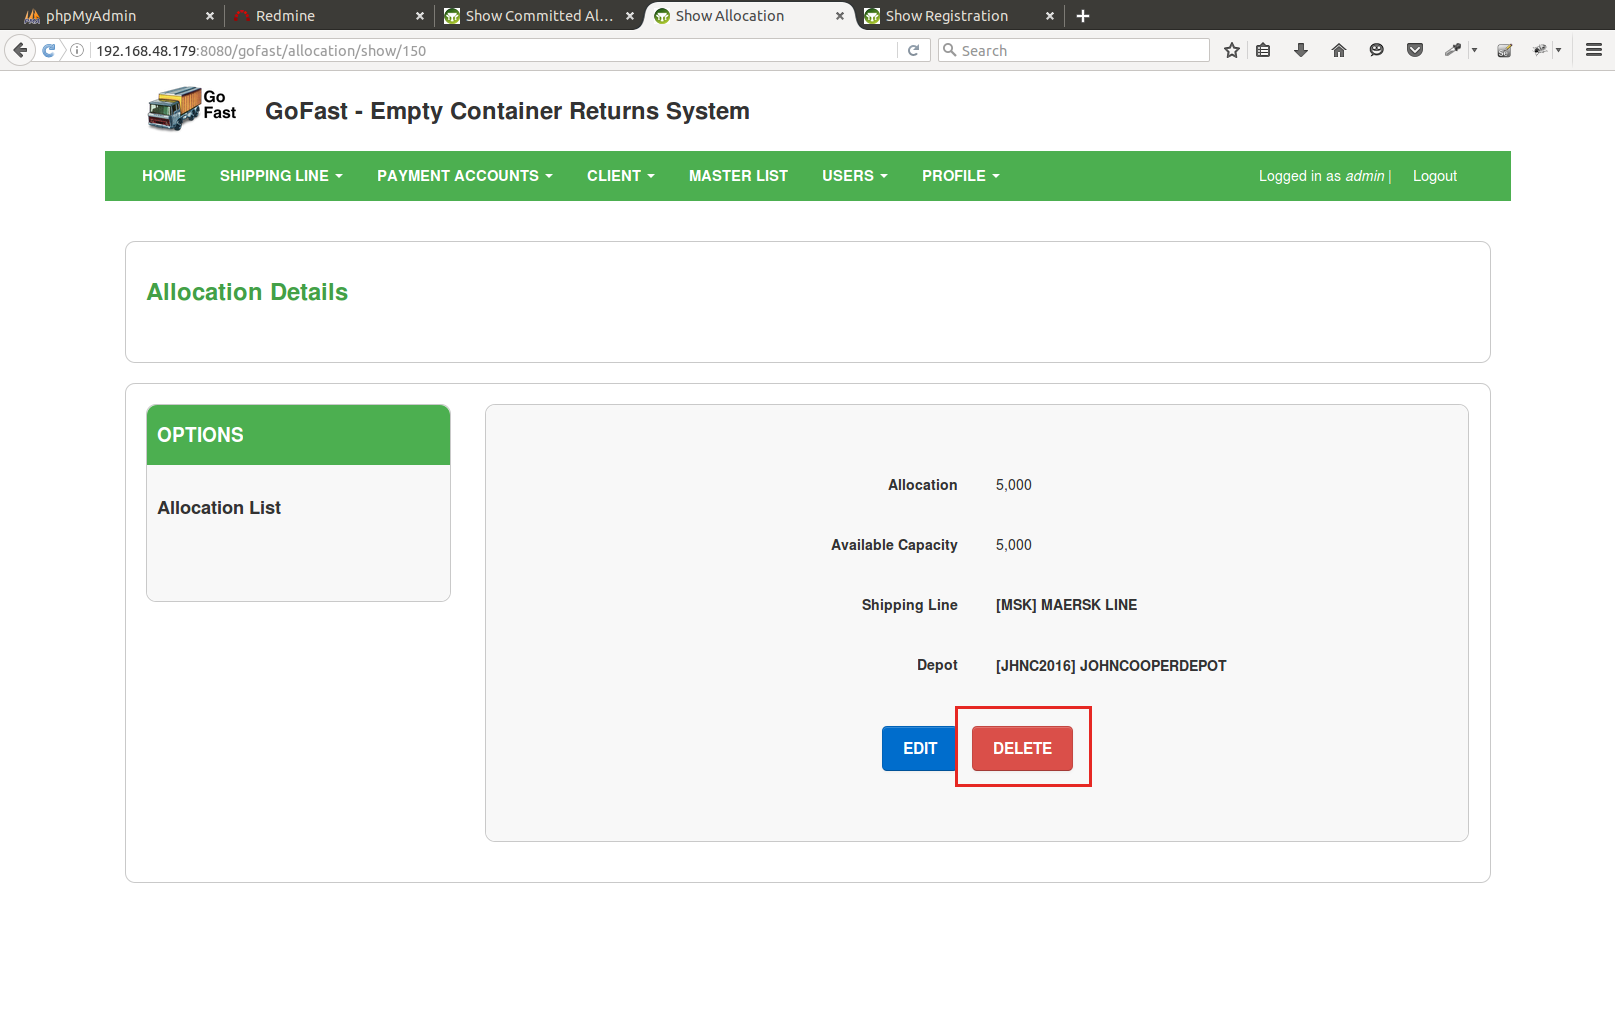 phpMyAdmin
Redmine
Show Committed Al...
Show Allocation
Show Registration
192.168.48.179:8080/gofast/allocation/show/150
Search
Go
Fast
GoFast - Empty Container Returns System
HOME
SHIPPING LINE
PAYMENT ACCOUNTS
CLIENT
MASTER LIST
USERS
PROFILE
Logged in as admin |
Logout
Allocation Details
OPTIONS
Allocation List
Allocation 5,000
Available Capacity 5,000
Shipping Line [MSK] MAERSK LINE
Depot [JHNC2016] JOHNCOOPERDEPOT
EDIT
DELETE